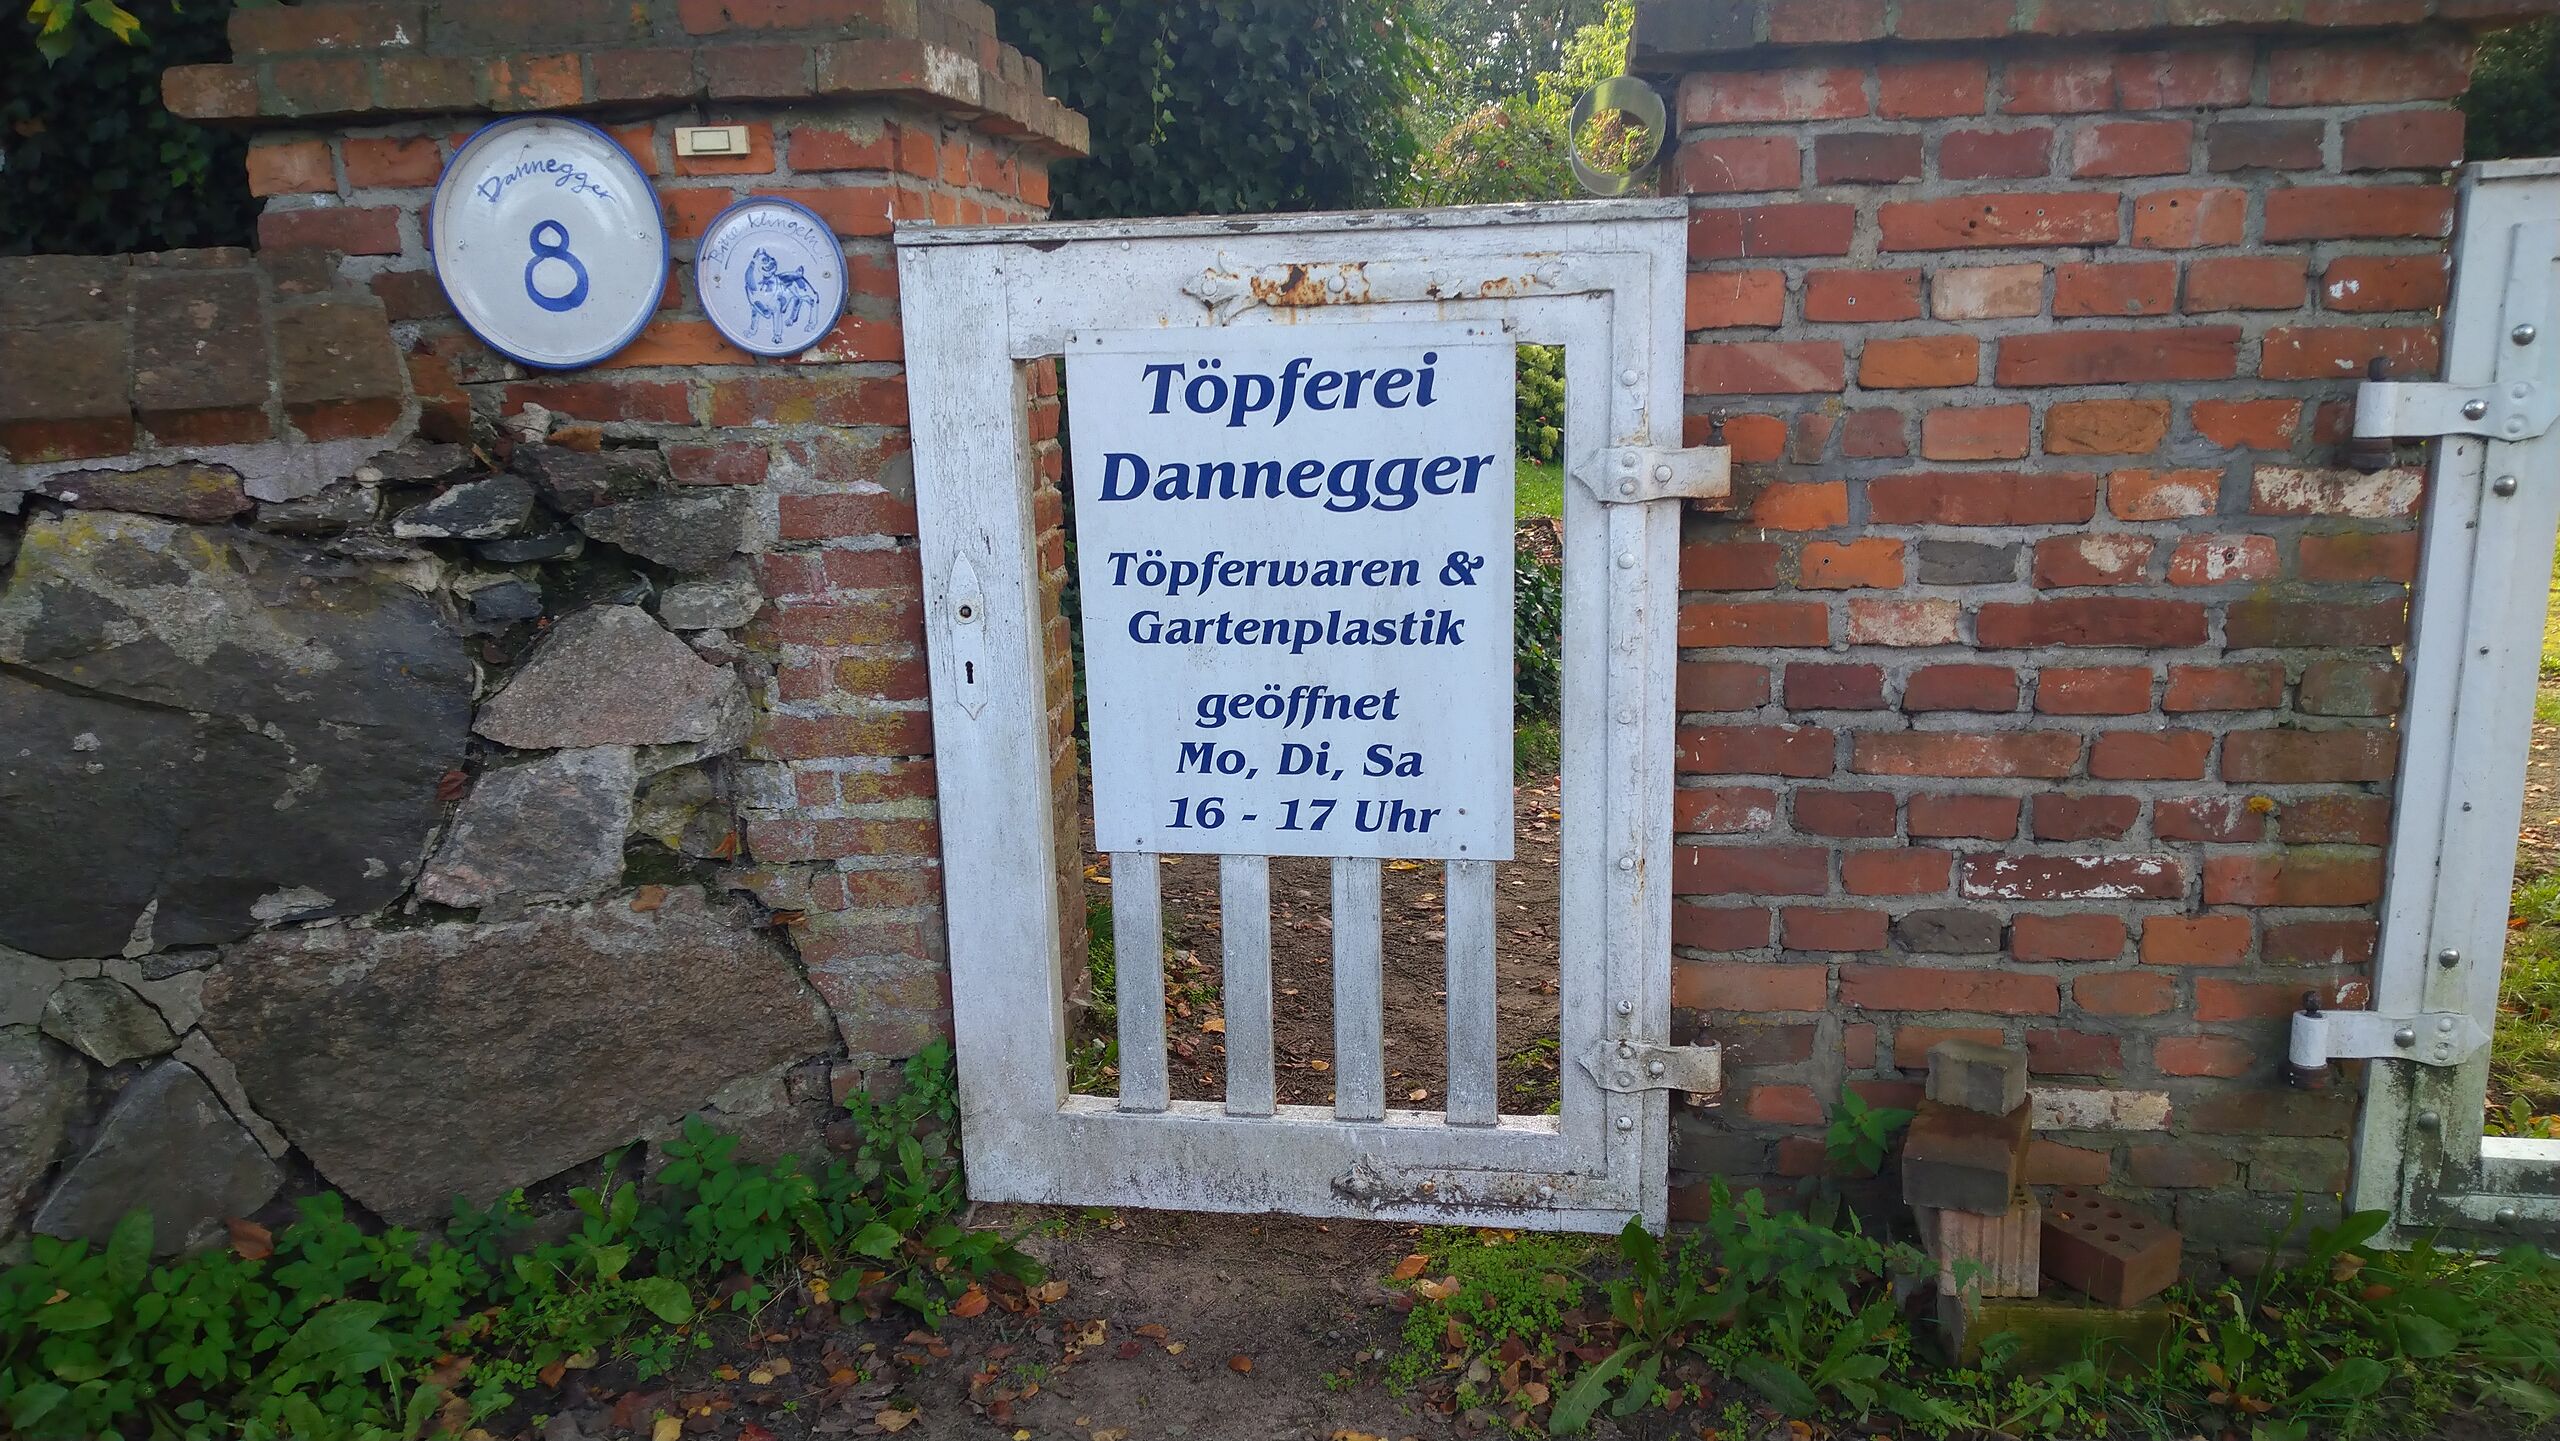 Dannegger
8
Bitte klingeln
Töpferei
Dannegger
Töpferwaren &
Gartenplastik
geöffnet
Mo, Di, Sa
16 - 17 Uhr